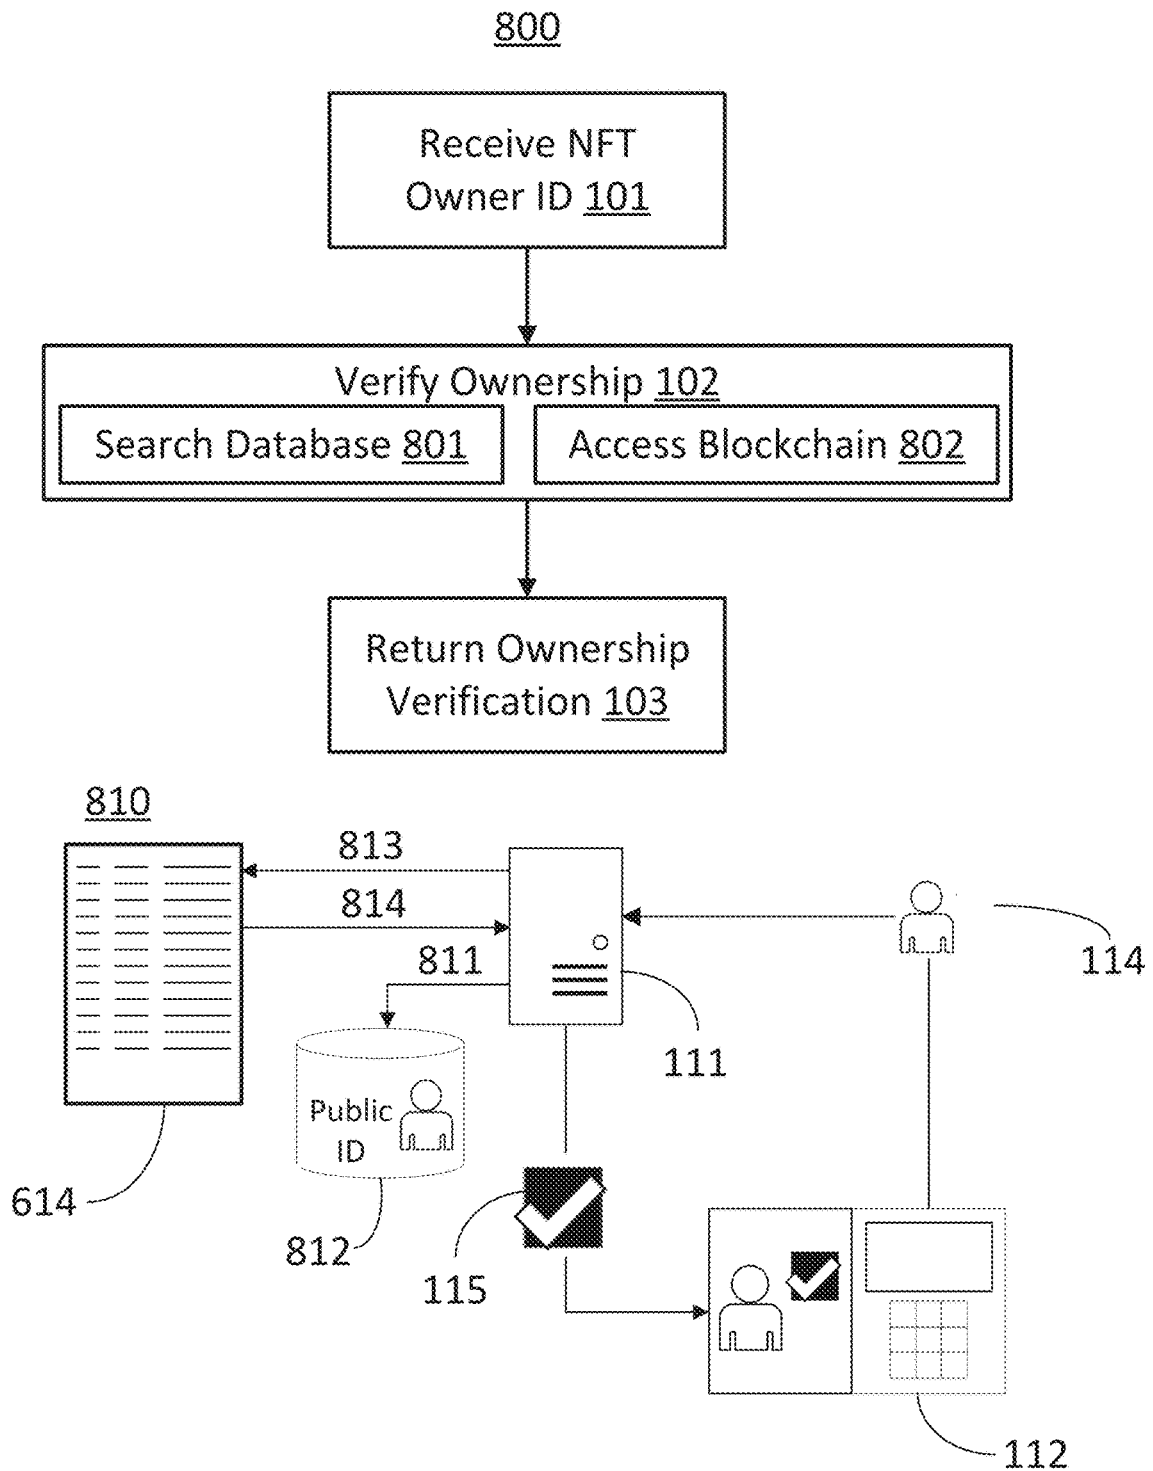 800
Receive NFT
Owner ID 101
Verify Ownership 102
Search Database 801
Access Blockchain 802
Return Ownership
Verification 103
810
813
814
811
114
111
Public
ID
614
812
115
112